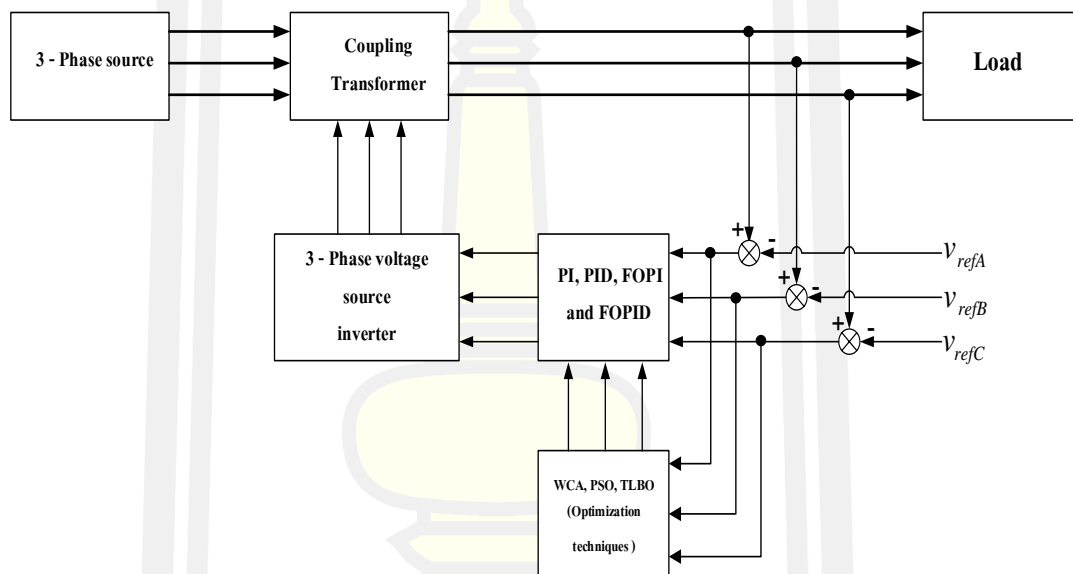 3 - Phase source
Coupling
Transformer
Load
3 - Phase voltage
source
inverter
PI, PID, FOPI
and FOPID
+
-
+
-
+
-
v_refA
v_refB
v_refC
WCA, PSO, TLBO
(Optimization
techniques )